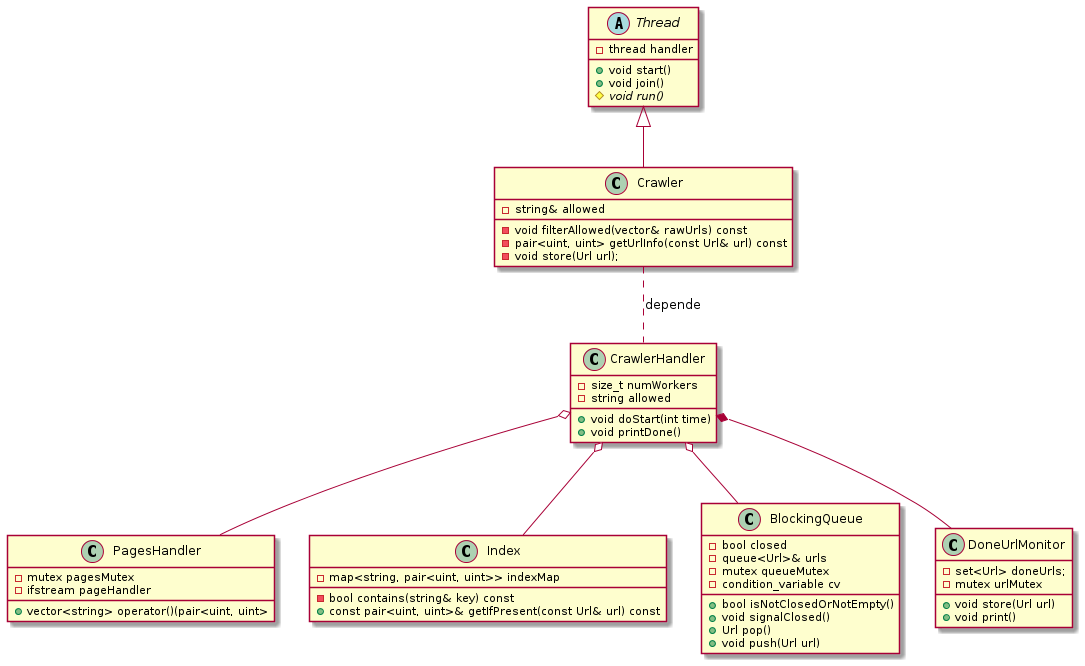 A Thread
thread handler
void start()
void join()
void run()
C Crawler
string& allowed
void filterAllowed(vector& rawUrls) const
pair<uint, uint> getUrlInfo(const Url& url) const
void store(Url url);
depende
C CrawlerHandler
size_t numWorkers
string allowed
void doStart(int time)
void printDone()
C PagesHandler
mutex pagesMutex
ifstream pageHandler
vector<string> operator()(pair<uint, uint>
C Index
map<string, pair<uint, uint>> indexMap
bool contains(string& key) const
const pair<uint, uint>& getIfPresent(const Url& url) const
C BlockingQueue
bool closed
queue<Url>& urls
mutex queueMutex
condition_variable cv
bool isNotClosedOrNotEmpty()
void signalClosed()
Url pop()
void push(Url url)
C DoneUrlMonitor
set<Url> doneUrls;
mutex urlMutex
void store(Url url)
void print()